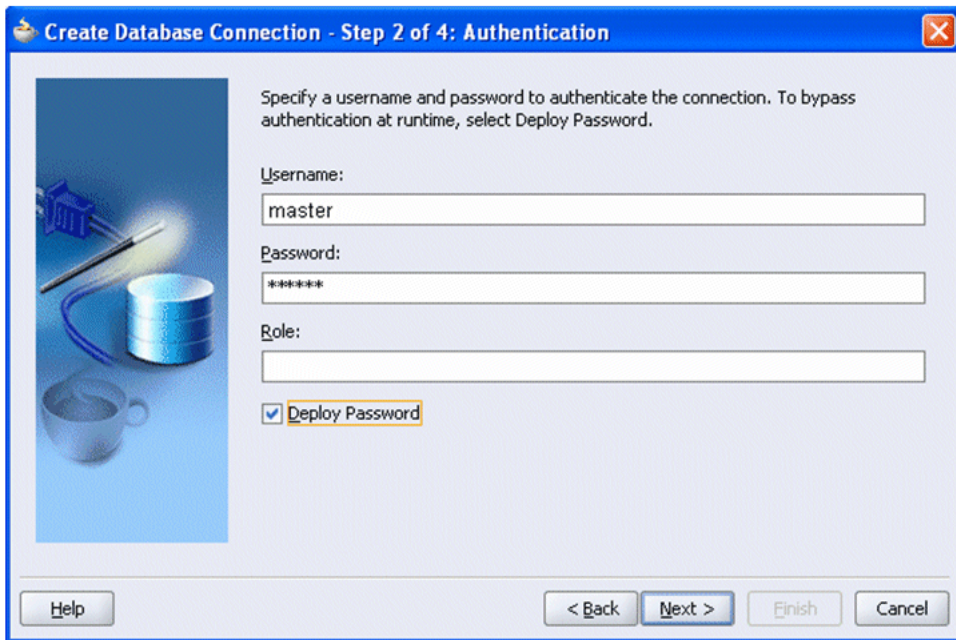 Create Database Connection - Step 2 of 4: Authentication
Specify a username and password to authenticate the connection. To bypass
authentication at runtime, select Deploy Password.
Username:
master
Password:
******
Role:
Deploy Password
Help
< Back
Next >
Finish
Cancel